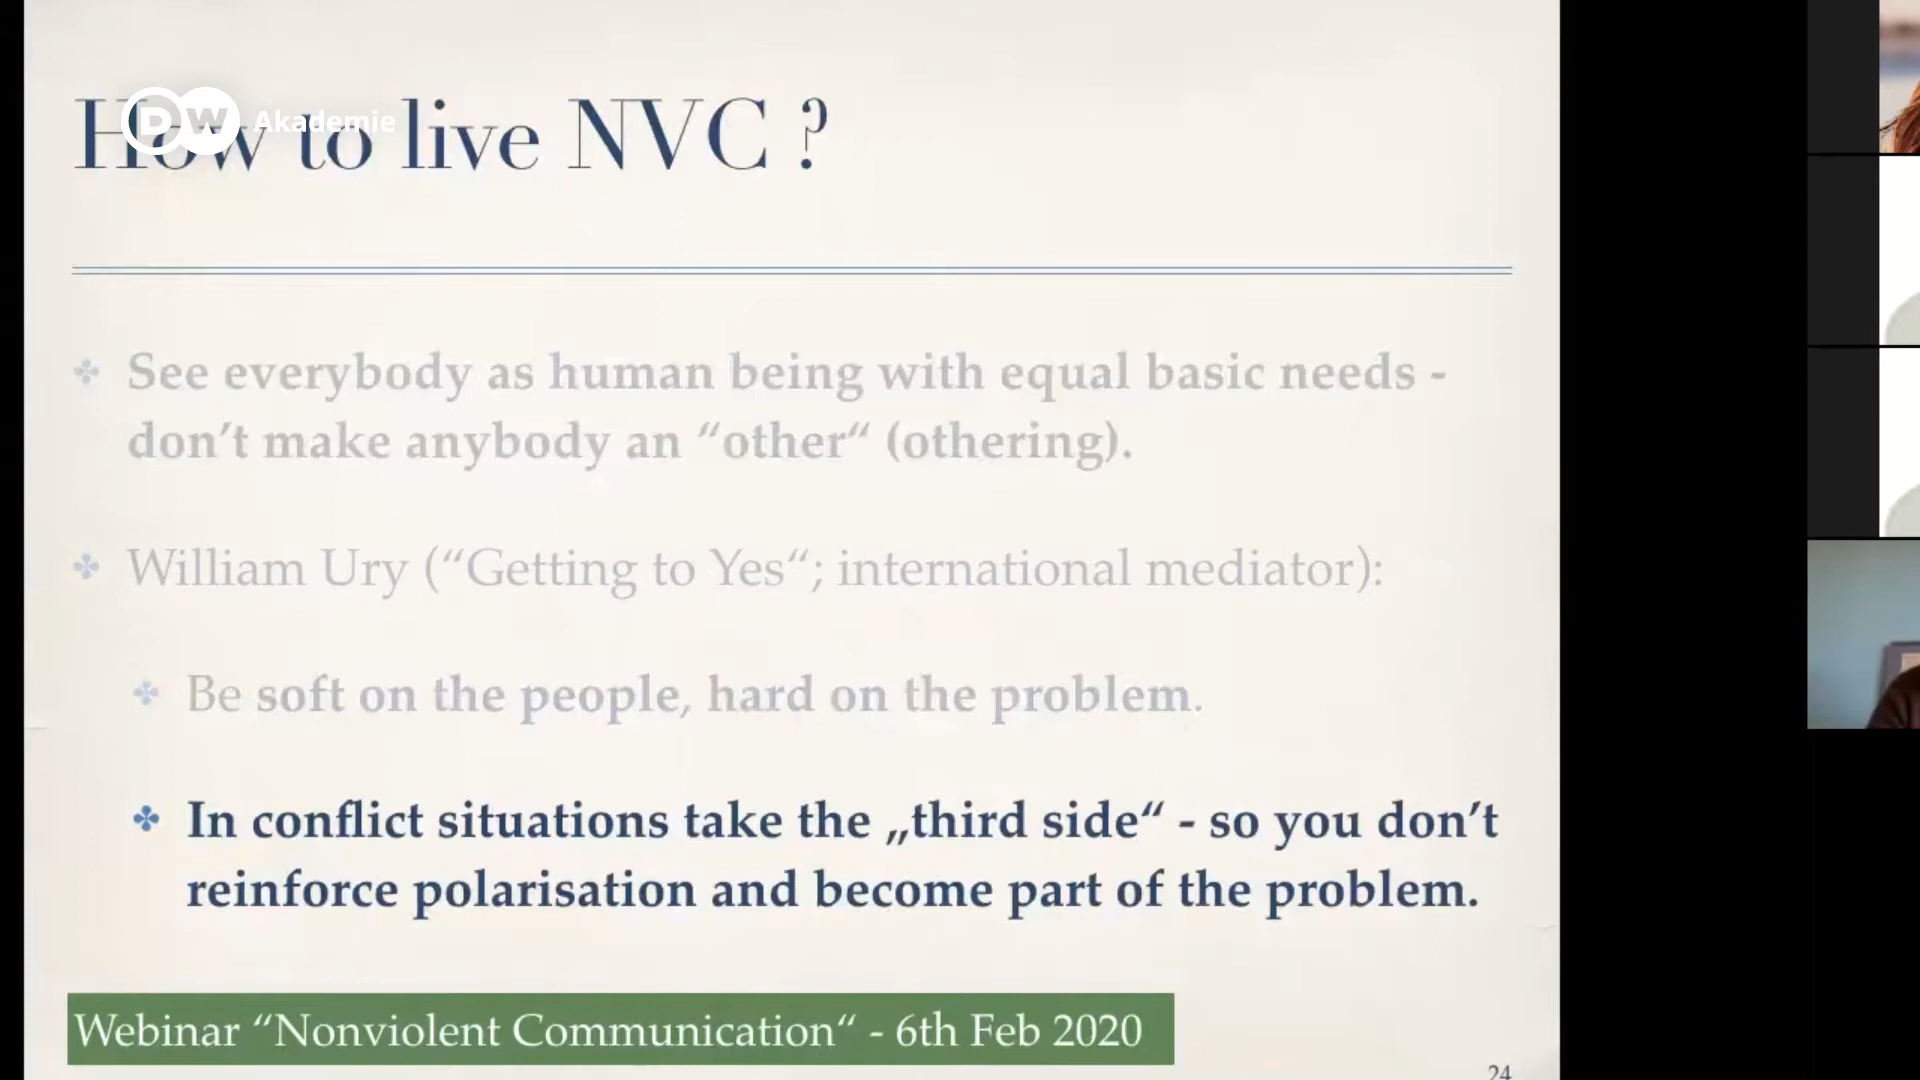 How to live NVC ?
DW Akademie
See everybody as human being with equal basic needs -
don’t make anybody an “other“ (othering).
William Ury (“Getting to Yes“; international mediator):
Be soft on the people, hard on the problem.
In conflict situations take the „third side“ - so you don’t
reinforce polarisation and become part of the problem.
Webinar “Nonviolent Communication“ - 6th Feb 2020
24